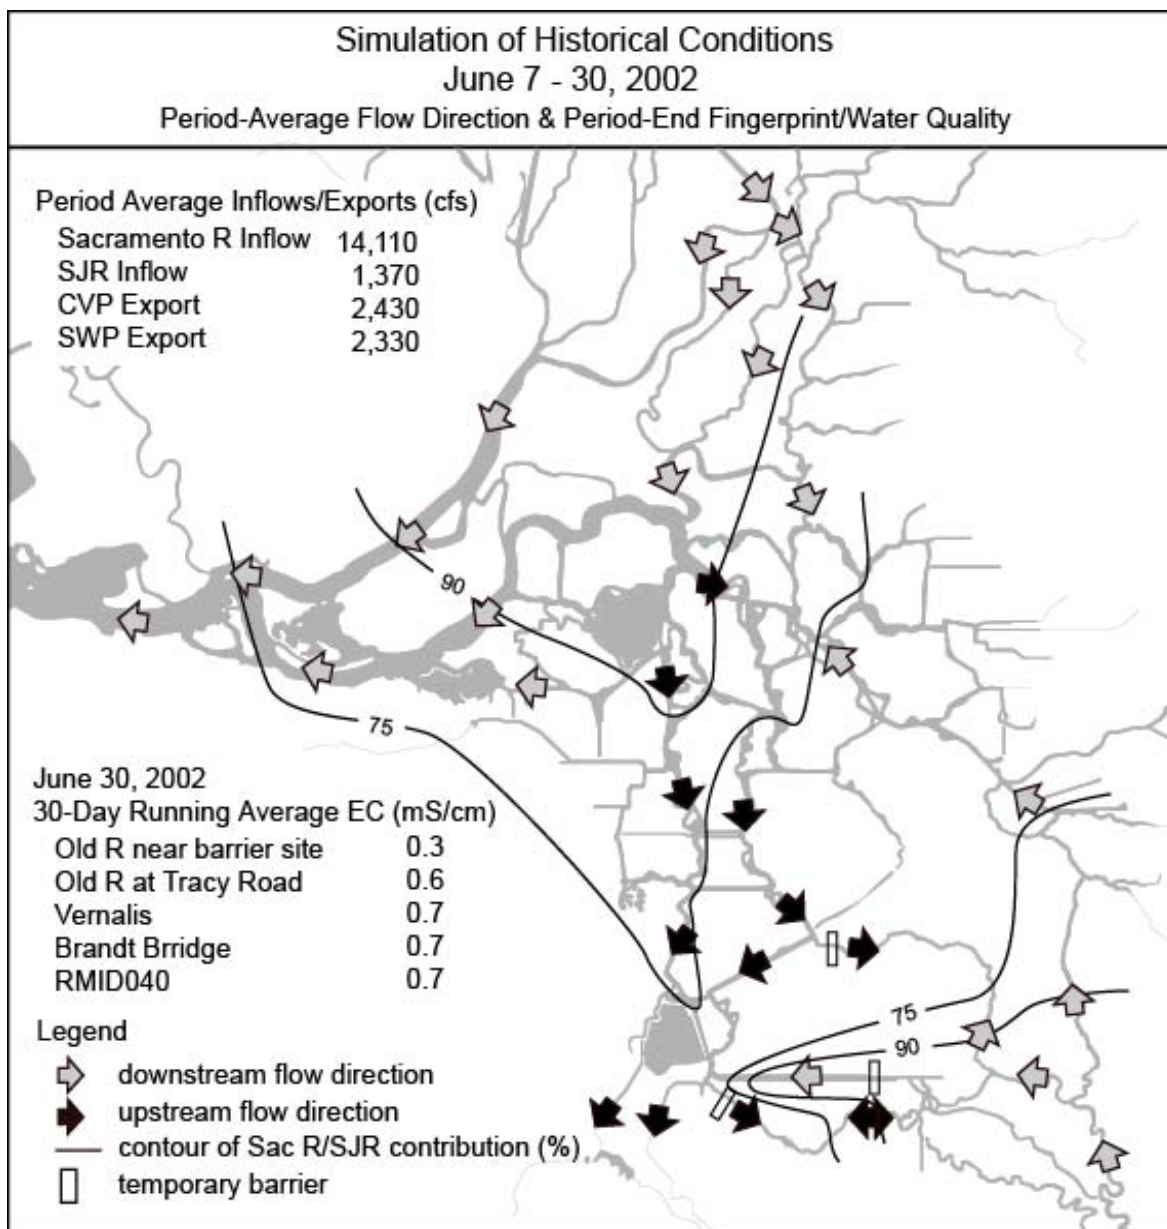 Simulation of Historical Conditions
June 7 - 30, 2002
Period-Average Flow Direction & Period-End Fingerprint/Water Quality
Period Average Inflows/Exports (cfs)
Sacramento R Inflow 14,110
SJR Inflow 1,370
CVP Export 2,430
SWP Export 2,330
90
75
June 30, 2002
30-Day Running Average EC (mS/cm)
Old R near barrier site 0.3
Old R at Tracy Road 0.6
Vernalis 0.7
Brandt Brridge 0.7
RMID040 0.7
75
90
Legend
downstream flow direction
upstream flow direction
contour of Sac R/SJR contribution (%)
temporary barrier